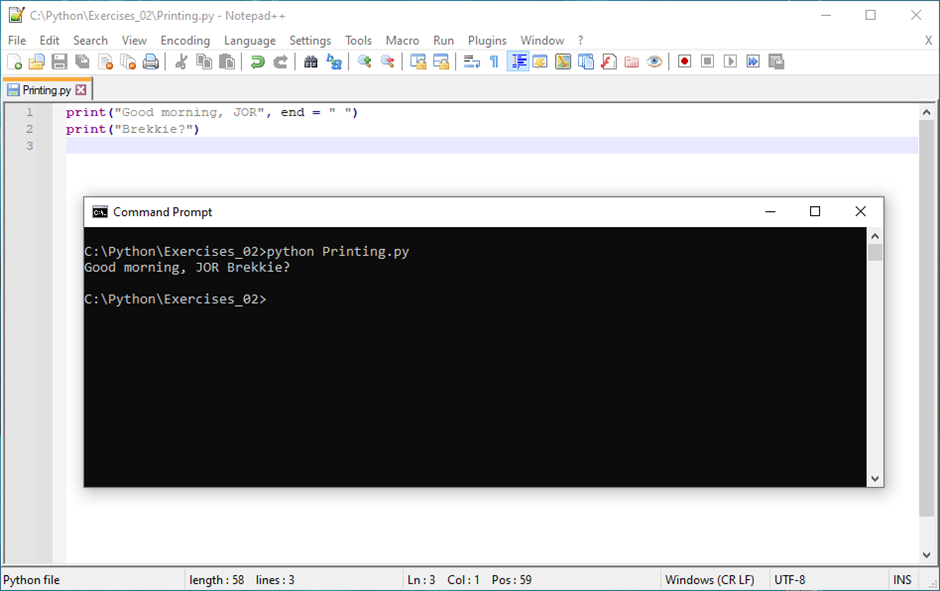 C:\Python\Exercises_02\Printing.py - Notepad++
File Edit Search View Encoding Language Settings Tools Macro Run Plugins Window ? X
Printing.py
1 print("Good morning, JOR", end = " ")
2 print("Brekkie?")
3
Command Prompt
C:\Python\Exercises_02>python Printing.py
Good morning, JOR Brekkie?
C:\Python\Exercises_02>
Python file length : 58 lines : 3 Ln : 3 Col : 1 Pos : 59 Windows (CR LF) UTF-8 INS